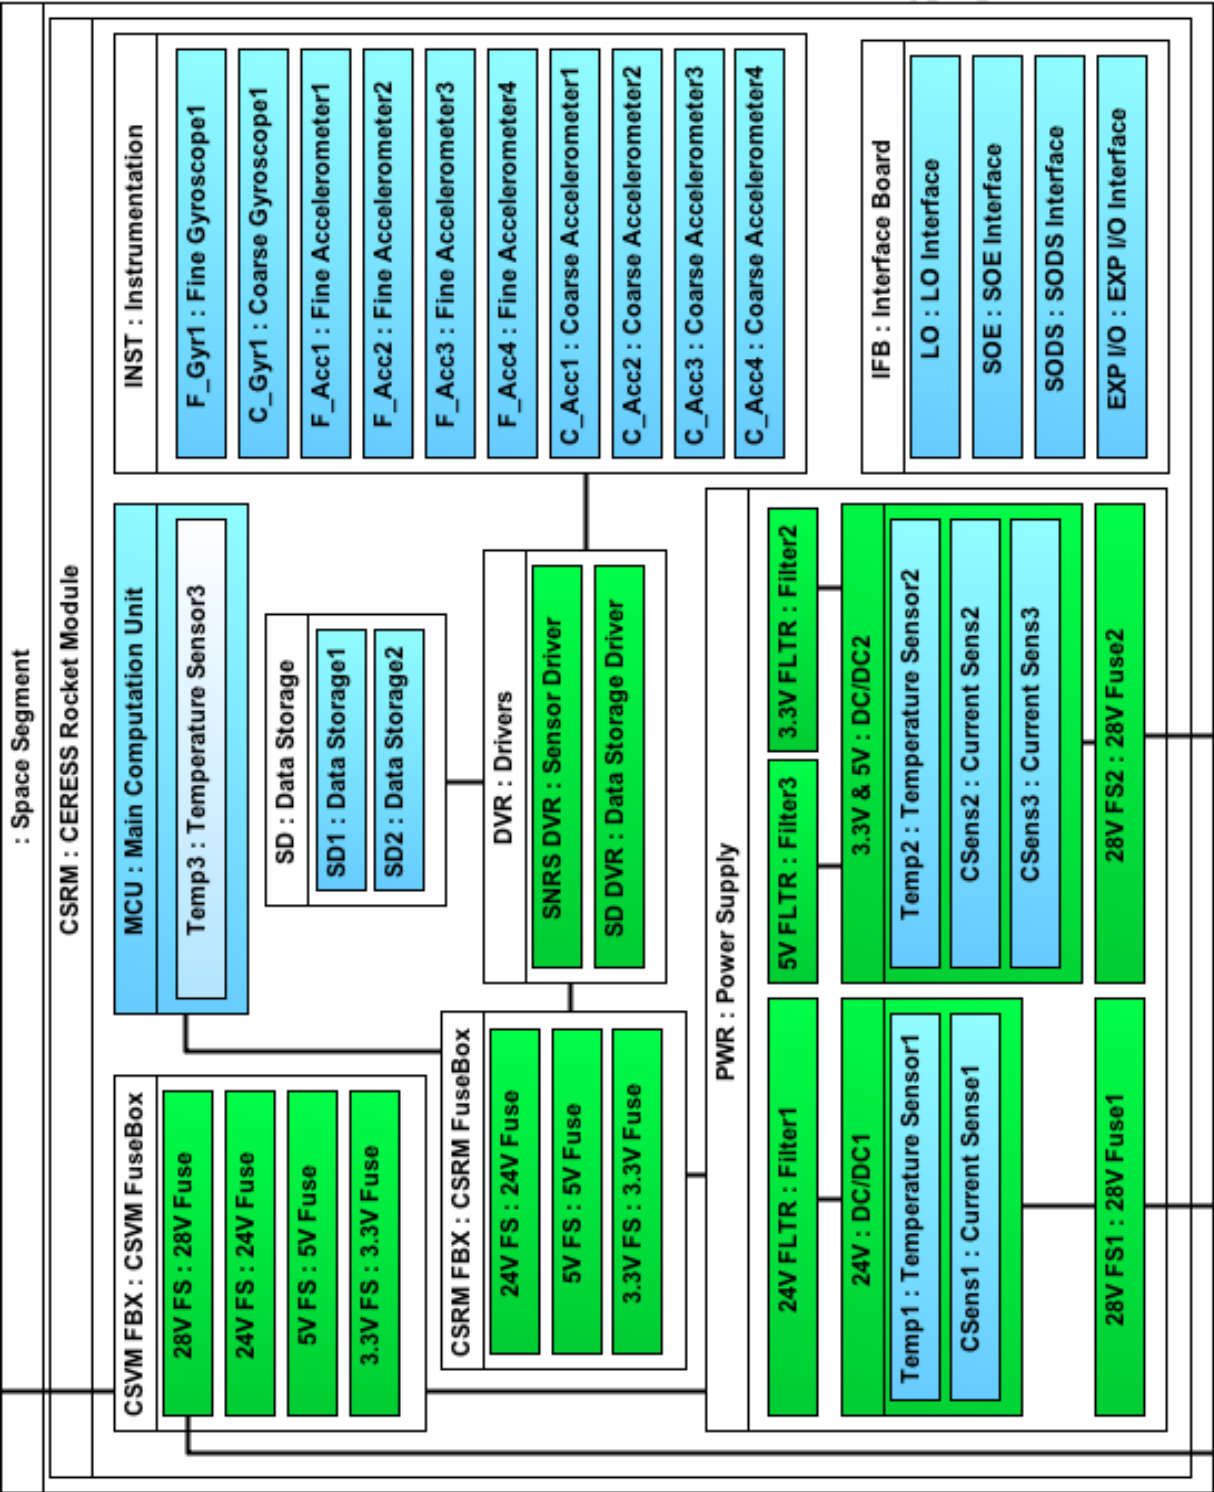 : Space Segment
CSRM : CERESS Rocket Module
CSVM FBX : CSVM FuseBox
28V FS : 28V Fuse
24V FS : 24V Fuse
5V FS : 5V Fuse
3.3V FS : 3.3V Fuse
MCU : Main Computation Unit
Temp3 : Temperature Sensor3
SD : Data Storage
SD1 : Data Storage1
SD2 : Data Storage2
INST : Instrumentation
F_Gyr1 : Fine Gyroscope1
C_Gyr1 : Coarse Gyroscope1
F_Acc1 : Fine Accelerometer1
F_Acc2 : Fine Accelerometer2
F_Acc3 : Fine Accelerometer3
F_Acc4 : Fine Accelerometer4
C_Acc1 : Coarse Accelerometer1
C_Acc2 : Coarse Accelerometer2
C_Acc3 : Coarse Accelerometer3
C_Acc4 : Coarse Accelerometer4
CSRM FBX : CSRM FuseBox
24V FS : 24V Fuse
5V FS : 5V Fuse
3.3V FS : 3.3V Fuse
DVR : Drivers
SNRS DVR : Sensor Driver
SD DVR : Data Storage Driver
PWR : Power Supply
24V FLTR : Filter1
5V FLTR : Filter3
3.3V FLTR : Filter2
24V : DC/DC1
Temp1 : Temperature Sensor1
CSens1 : Current Sense1
3.3V & 5V : DC/DC2
Temp2 : Temperature Sensor2
CSens2 : Current Sens2
CSens3 : Current Sens3
28V FS1 : 28V Fuse1
28V FS2 : 28V Fuse2
IFB : Interface Board
LO : LO Interface
SOE : SOE Interface
SODS : SODS Interface
EXP I/O : EXP I/O Interface